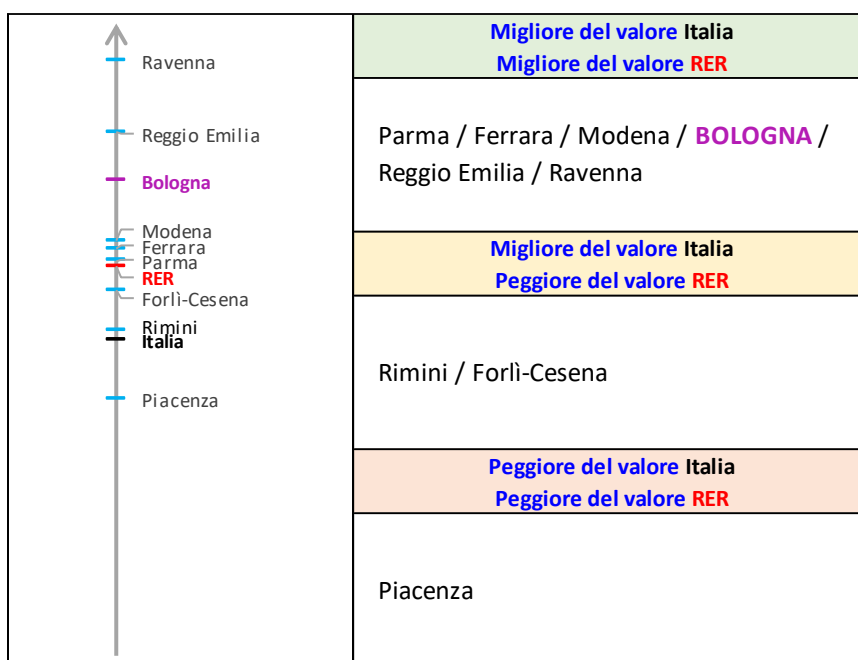 Ravenna
Reggio Emilia
Bologna
Modena
Ferrara
Parma
RER
Forlì-Cesena
Rimini
Italia
Piacenza
Migliore del valore Italia
Migliore del valore RER
Parma / Ferrara / Modena / BOLOGNA /
Reggio Emilia / Ravenna
Migliore del valore Italia
Peggiore del valore RER
Rimini / Forlì-Cesena
Peggiore del valore Italia
Peggiore del valore RER
Piacenza